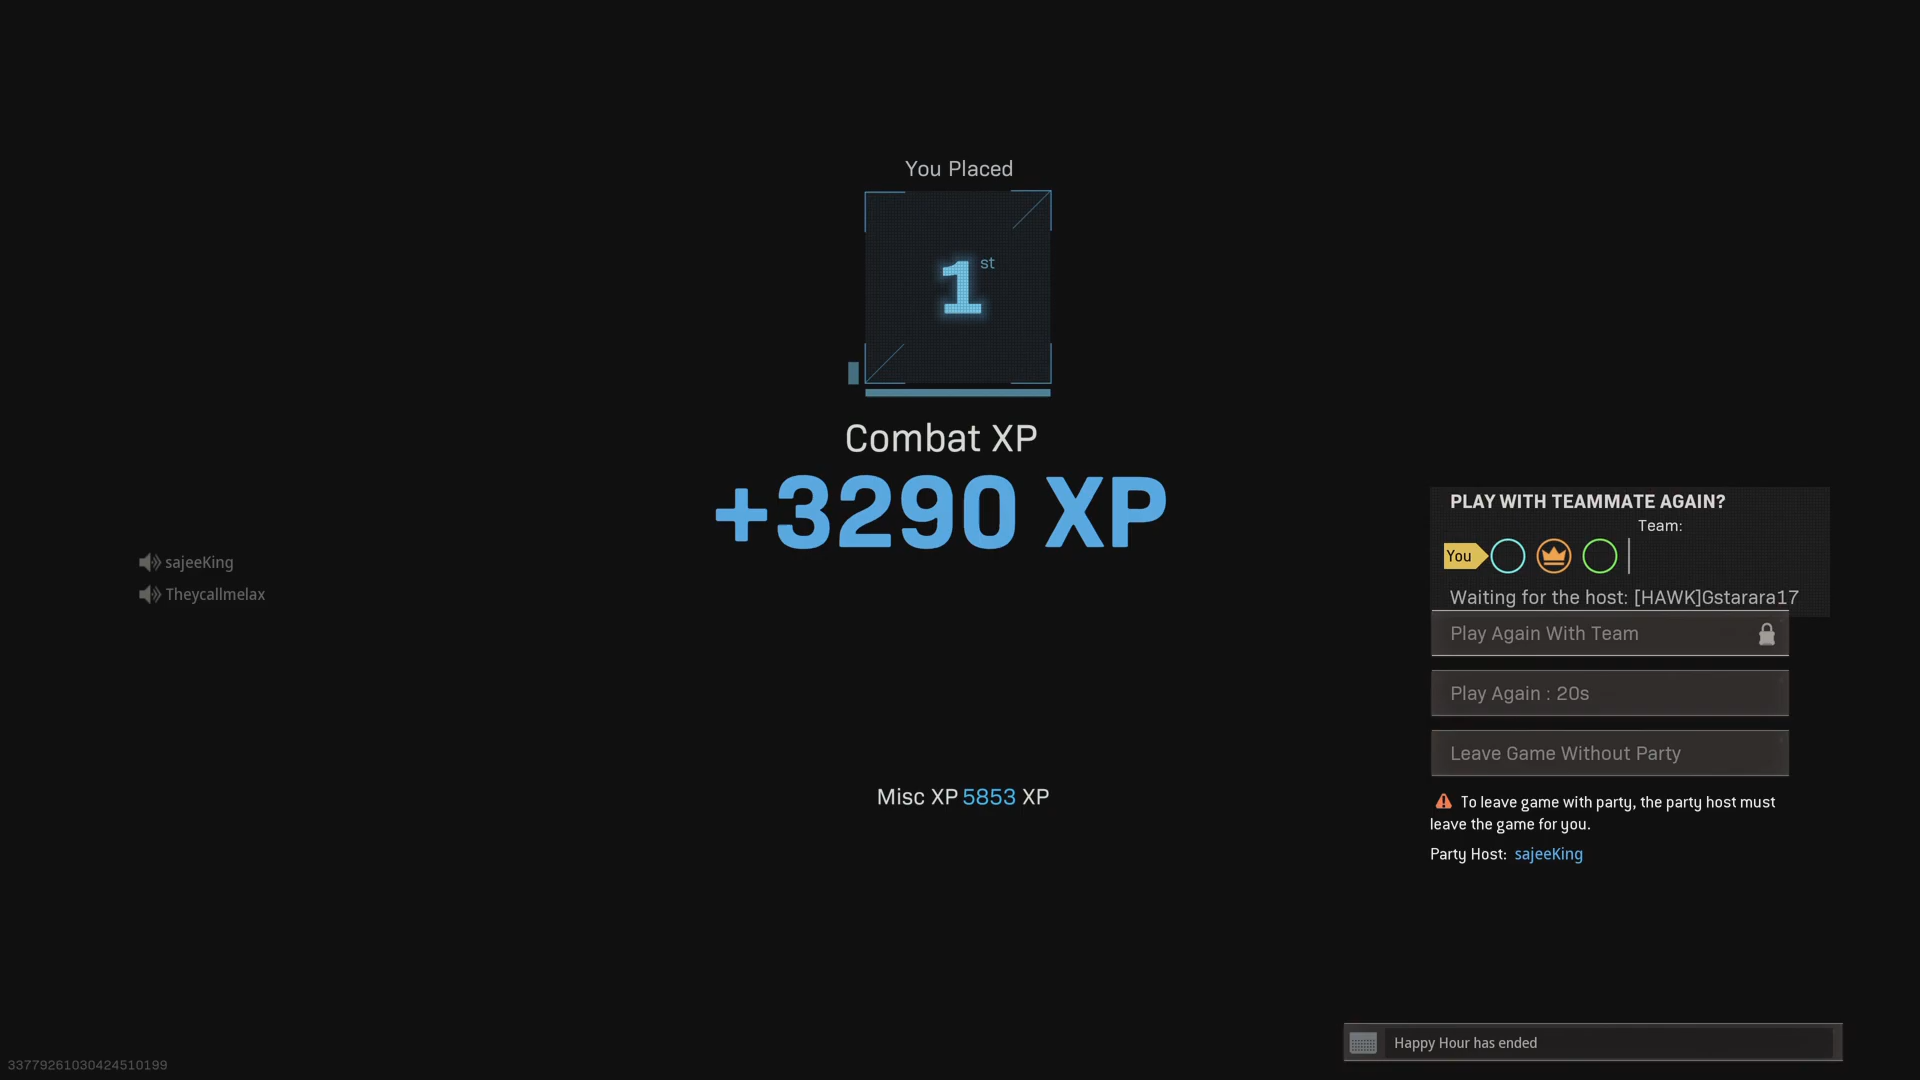 You Placed
1st
Combat XP
+3290 XP
sajeeKing
Theycallmelax
Misc XP 5853 XP
PLAY WITH TEAMMATE AGAIN?
Team:
You
Waiting for the host: [HAWK]Gstarara17
Play Again With Team
Play Again : 20s
Leave Game Without Party
To leave game with party, the party host must
leave the game for you.
Party Host: sajeeKing
Happy Hour has ended
33779261030424510199